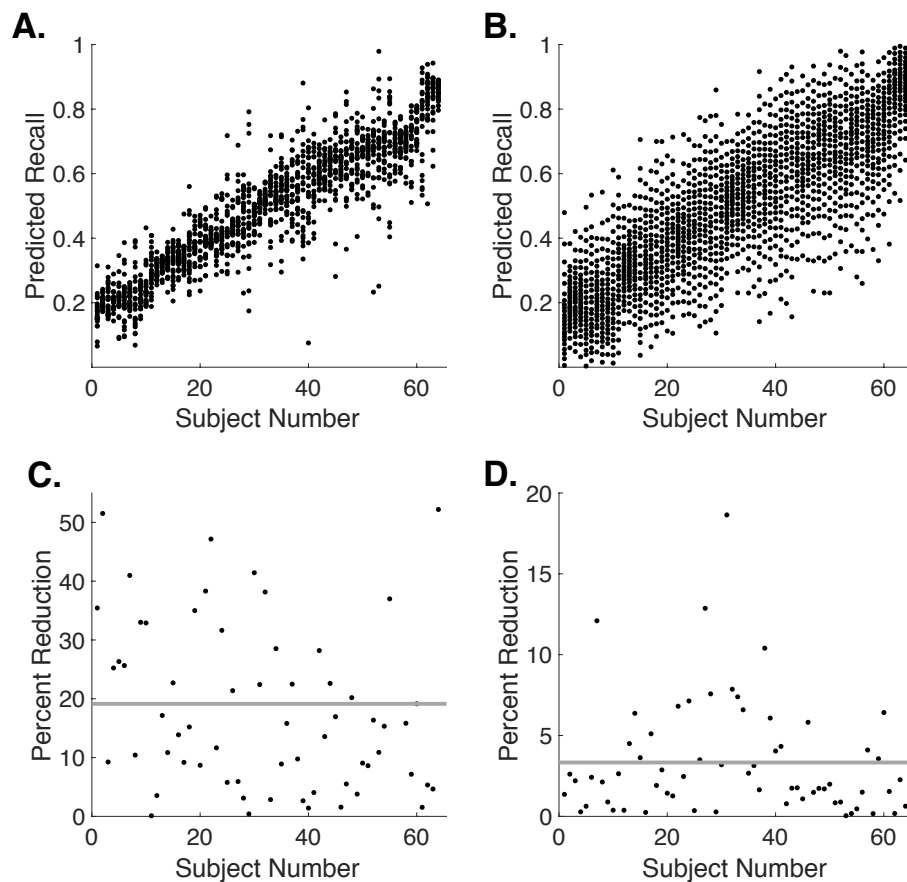 A.
B.
1
0.8
0.6
0.4
0.2
0 20 40 60
Predicted Recall
Subject Number
1
0.8
0.6
0.4
0.2
0 20 40 60
Predicted Recall
Subject Number
C.
D.
50
40
30
20
10
0
0 20 40 60
Percent Reduction
Subject Number
20
15
10
5
0
0 20 40 60
Percent Reduction
Subject Number